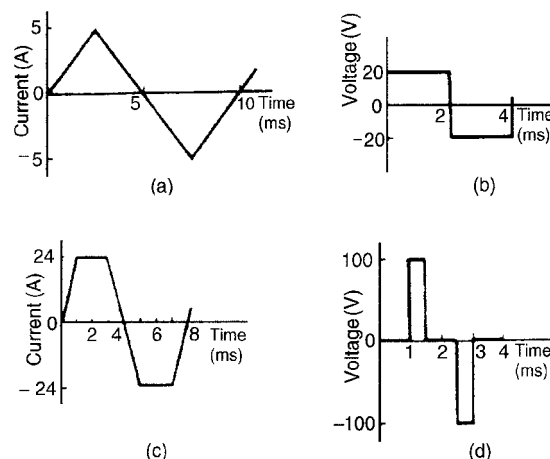 Current (A)
5
0
-5
5
10
Time
(ms)
(a)
Voltage (V)
20
0
-20
2
4
Time
(ms)
(b)
Current (A)
24
0
-24
2
4
6
8
Time
(ms)
(c)
Voltage (V)
100
0
-100
1
2
3
4
Time
(ms)
(d)